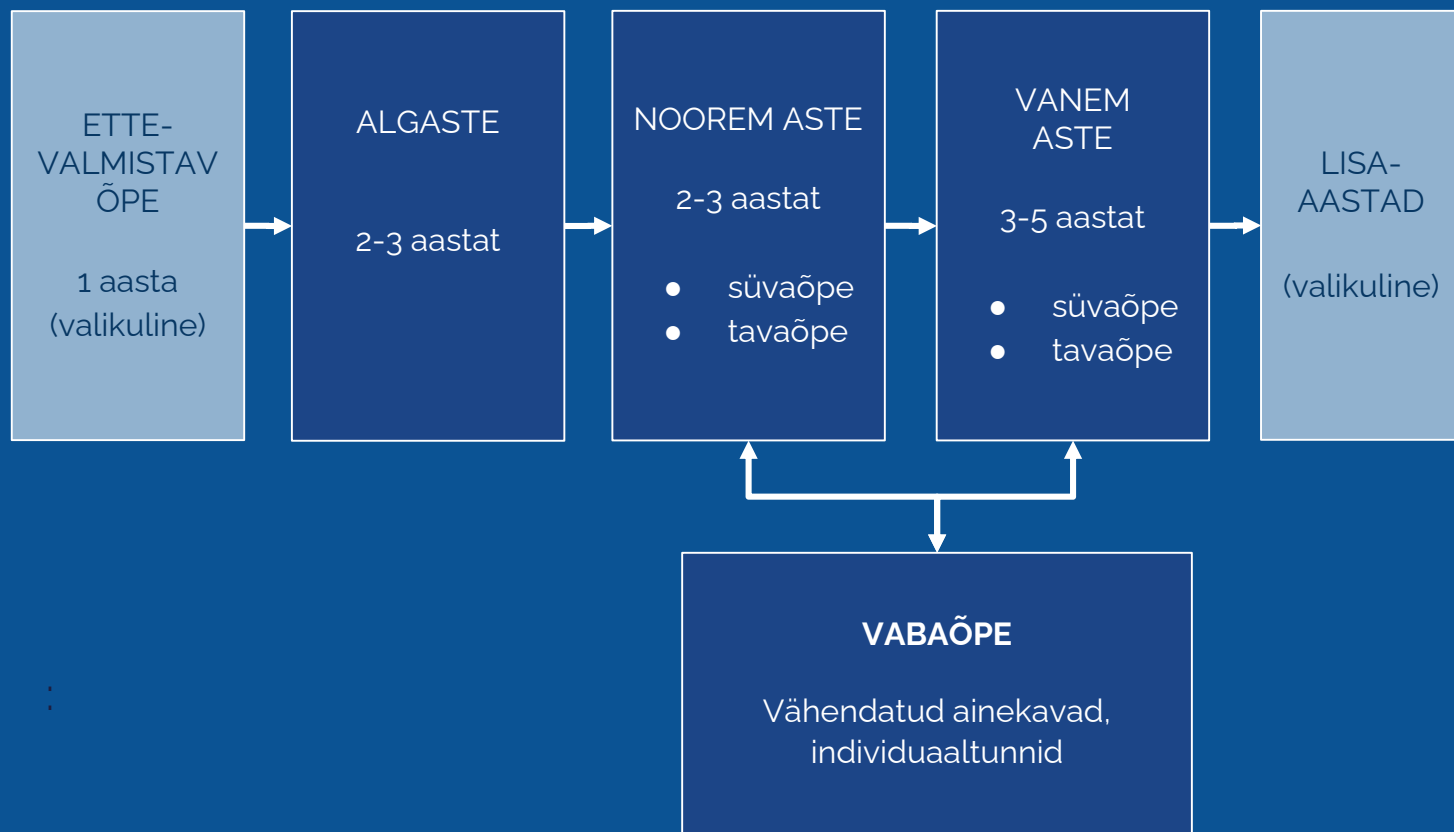 ETTE-
VALMISTAV
ÕPE
1 aasta
(valikuline)
ALGASTE
2-3 aastat
NOOREM ASTE
2-3 aastat
● süvaõpe
● tavaõpe
VANEM
ASTE
3-5 aastat
● süvaõpe
● tavaõpe
LISA-
AASTAD
(valikuline)
VABAÕPE
Vähendatud ainekavad,
individuaaltunnid
: